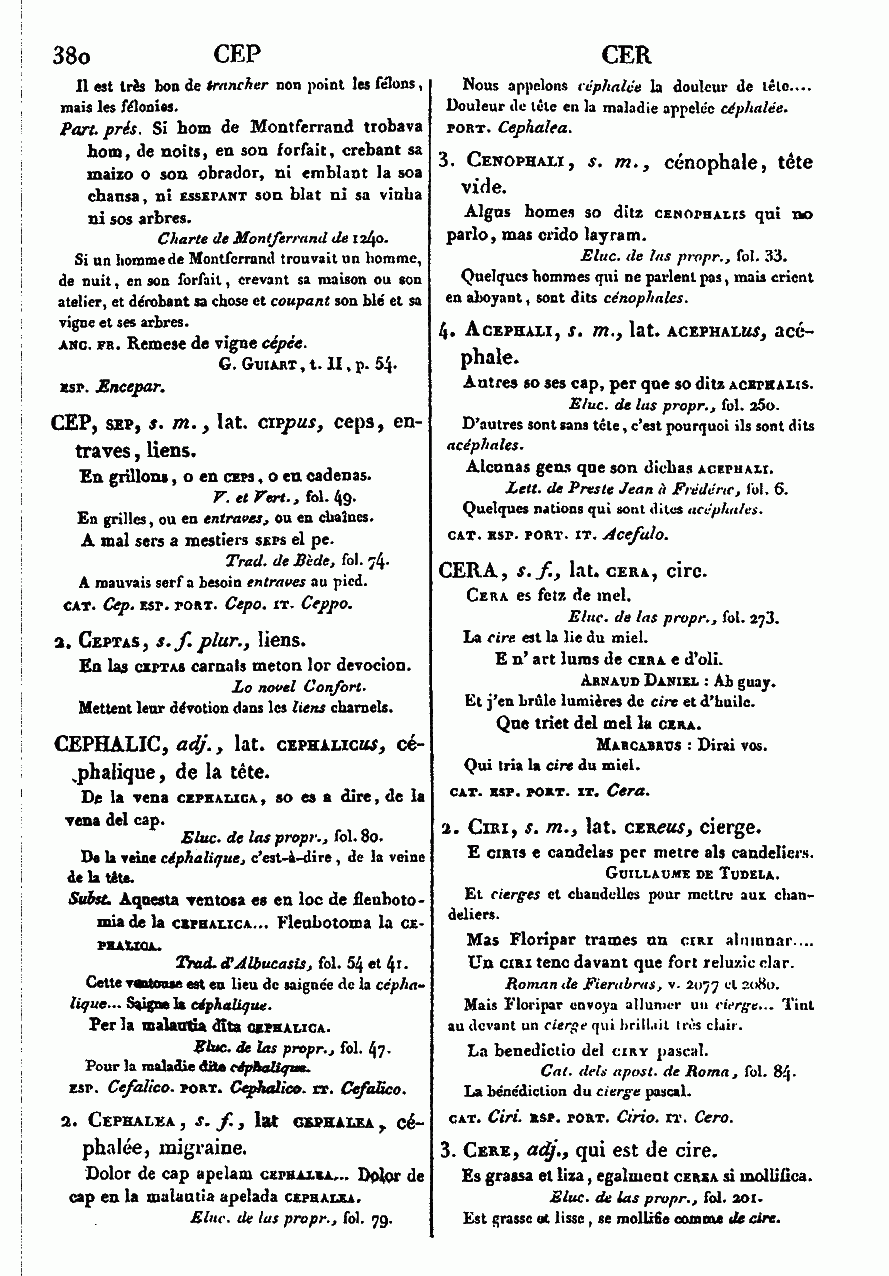 380 CEP CER
Il est très bon de trancher non point les félons,
mais les félonies.
Part. prés. Si hom de Montferrand trobava
hom, de noits, en son forfait, crebant sa
maizo o son obrador, ni emblant la soa
chausa, ni ESSEPANT son blat ni sa vinha
ni sos arbres.
Charte de Montferrand de 1240.
Si un homme de Montferrand trouvait un homme,
de nuit, en son forfait, crevant sa maison ou son
atelier, et dérobant sa chose et coupant son blé et sa
vigne et ses arbres.
ANC. FR. Remese de vigne cépée.
G. GUIART, t. II, p. 54.
ESP. Encepar.
CEP, SEP, s. m., lat. CIPpus, ceps, en-
traves, liens.
En grillons, o en CEPS, o en cadenas.
V. et Vert., fol. 49.
En grilles, ou en entraves, ou en chaînes.
A mal sers a mestiers SEPS el pe.
Trad. de Bède, fol. 74.
A mauvais serf a besoin entraves au pied.
CAT. Cep. ESP. PORT. Cepo. IT. Ceppo.
2. CEPTAS, s. f. plur., liens.
En las CEPTAS carnals meton lor devocion.
Lo novel Confort.
Mettent leur dévotion dans les liens charnels.
CEPHALIC, adj., lat. CEPHALICUS, cé-
phalique, de la tête.
De la vena CEPHALICA, so es a dire, de la
vena del cap.
Eluc. de las propr., fol. 80.
De la veine céphalique, c'est-à-dire, de la veine
de la tête.
Subst. Aquesta ventosa es en loc de fleuboto-
mia de la CEPHALICA... Fleubotoma la CE-
PHALICA.
Trad. d'Albucasis, fol. 54 et 41.
Cette ventouse est en lieu de saignée de la cépha-
lique... Saigne la céphalique.
Per la malautia dita CEPHALICA.
Eluc. de las propr., fol. 47.
Pour la maladie dite céphalique.
ESP. Cefalico. PORT. Cephalico. IT. Cefalico.
2. CEPHALEA, s. f., lat CEPHALEA, cé-
phalée, migraine.
Dolor de cap apelam CEPHALEA... Dolor de
cap en la malautia apelada CEPHALEA.
Eluc. de las propr., fol. 79.
Nous appelons céphalée la douleur de tête....
Douleur de tête en la maladie appelée céphalée.
PORT. Cephalea.
3. CENOPHALI, s. m., cénophale, tête
vide.
Algus homes so ditz CENOPHALIS qui no
parlo, mas crido layram.
Eluc. de las propr., fol. 33.
Quelques hommes qui ne parlent pas, mais crient
en aboyant, sont dits cénophales.
4. ACEPHALI, s. m., lat. ACEPHALUS, acé-
phale.
Autres so ses cap, per que so ditz ACEPHALIS.
Eluc. de las propr., fol. 250.
D'autres sont sans tête, c'est pourquoi ils sont dits
acéphales.
Alcunas gens que son dichas ACEPHALI.
Lett. de Preste Jean à Frédéric, fol. 6.
Quelques nations qui sont dites acéphales.
CAT. ESP. PORT. IT. Acefalo.
CERA, s. f., lat. CERA, cire.
CERA es fetz de mel.
Eluc. de las propr., fol. 273.
La cire est la lie du miel.
E n' art lums de CERA e d'oli.
ARNAUD DANIEL : Ab guay.
Et j'en brûle lumières de cire et d'huile.
Que triet del mel la CERA.
MARCABRUS : Dirai vos.
Qui tria la cire du miel.
CAT. ESP. PORT. IT. Cera.
2. CIRI, s. m., lat. CEREUS, cierge.
E CIRIS e candelas per metre als candeliers.
GUILLAUME DE TUDELA.
Et cierges et chandelles pour mettre aux chan-
deliers.
Mas Floripar trames un CIRI alumnar....
Un CIRI tenc davant que fort reluzic clar.
Roman de Fierabras, v. 2077 et 2080.
Mais Floripar envoya allumer un cierge... Tint
au devant un cierge qui brillait très clair.
La benedictio del CIRY pascal.
Cat. dels apost. de Roma, fol. 84.
La bénédiction du cierge pascal.
CAT. Ciri. ESP. PORT. Cirio. IT. Cero.
3. CERE, adj., qui est de cire.
Es grassa et liza, egalment CEREA si mollifica.
Eluc. de las propr., fol. 201.
Est grasse et lisse, se mollifie comme de cire.